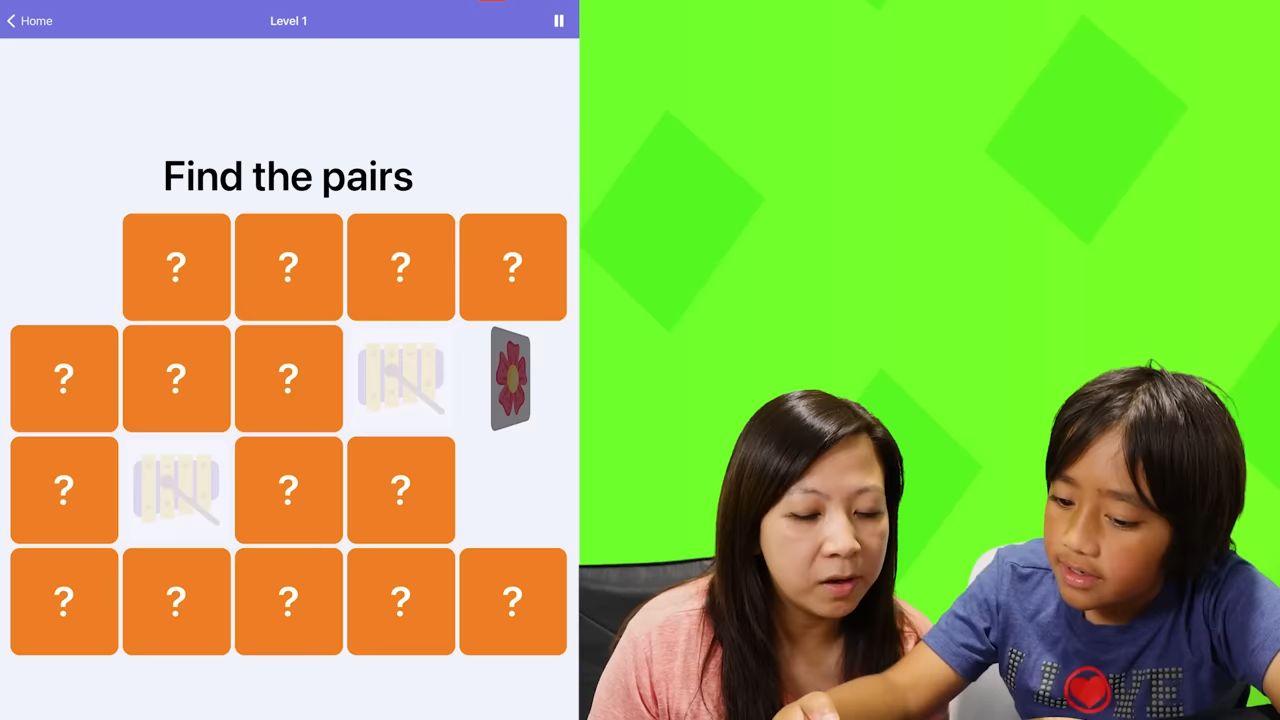 Home
Level 1
Find the pairs
? ? ? ?
? ? ?
? ? ?
? ? ? ? ?
LOVE